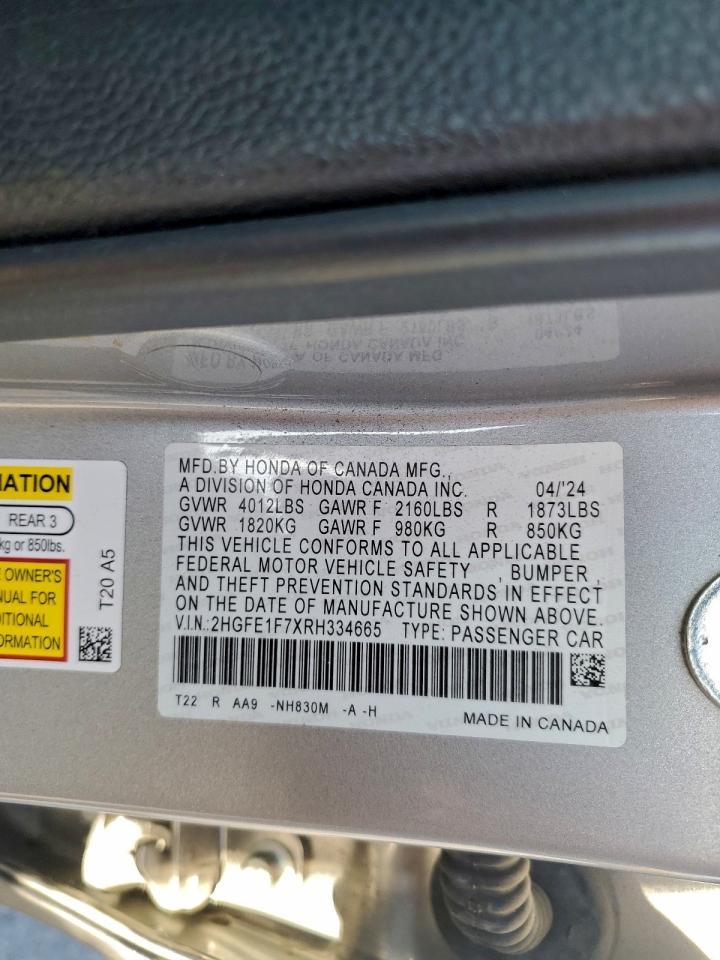 MFD.BY HONDA OF CANADA MFG.,
A DIVISION OF HONDA CANADA INC. 04/'24
GVWR 4012LBS GAWR F 2160LBS R 1873LBS
GVWR 1820KG GAWR F 980KG R 850KG
THIS VEHICLE CONFORMS TO ALL APPLICABLE
FEDERAL MOTOR VEHICLE SAFETY , BUMPER ,
AND THEFT PREVENTION STANDARDS IN EFFECT
ON THE DATE OF MANUFACTURE SHOWN ABOVE.
V.I.N.:2HGFE1F7XRH334665 TYPE: PASSENGER CAR
T22 R AA9 -NH830M -A -H
MADE IN CANADA
MATION
REAR 3
kg or 850lbs.
OWNER'S
FOR
T20 A5